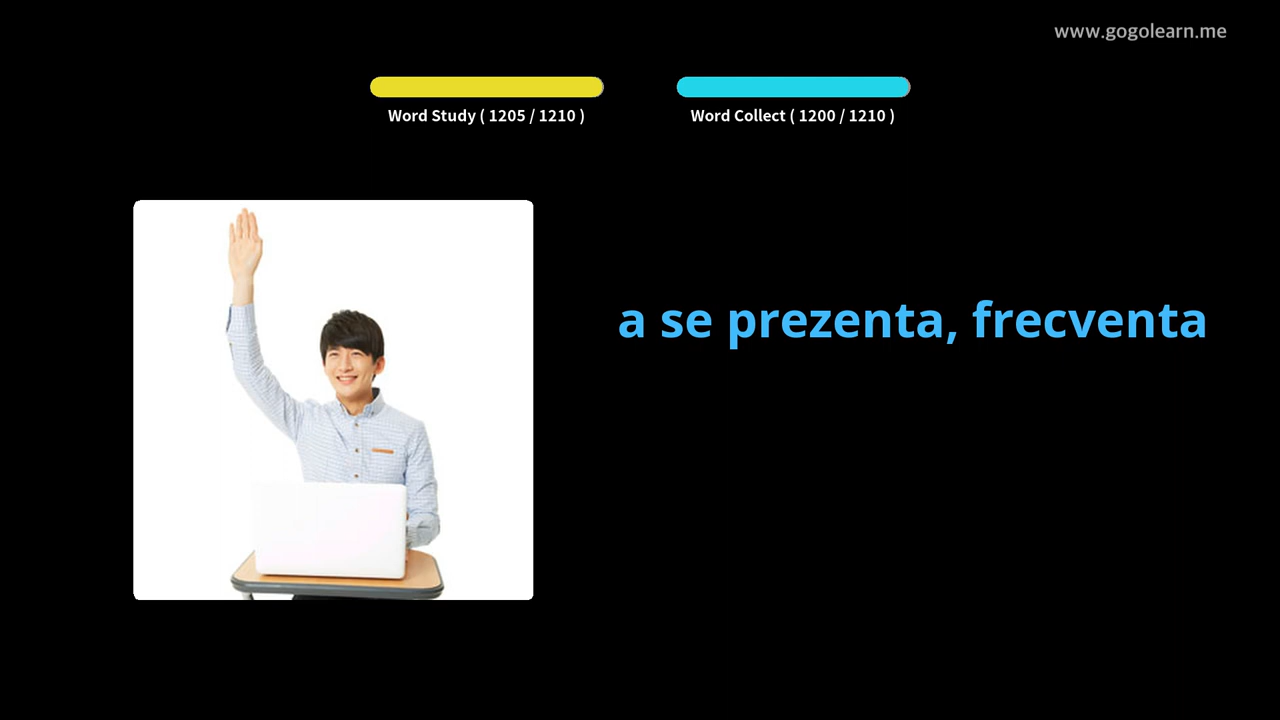 www.gogolearn.me
Word Study ( 1205 / 1210 )
Word Collect ( 1200 / 1210 )
a se prezenta, frecventa